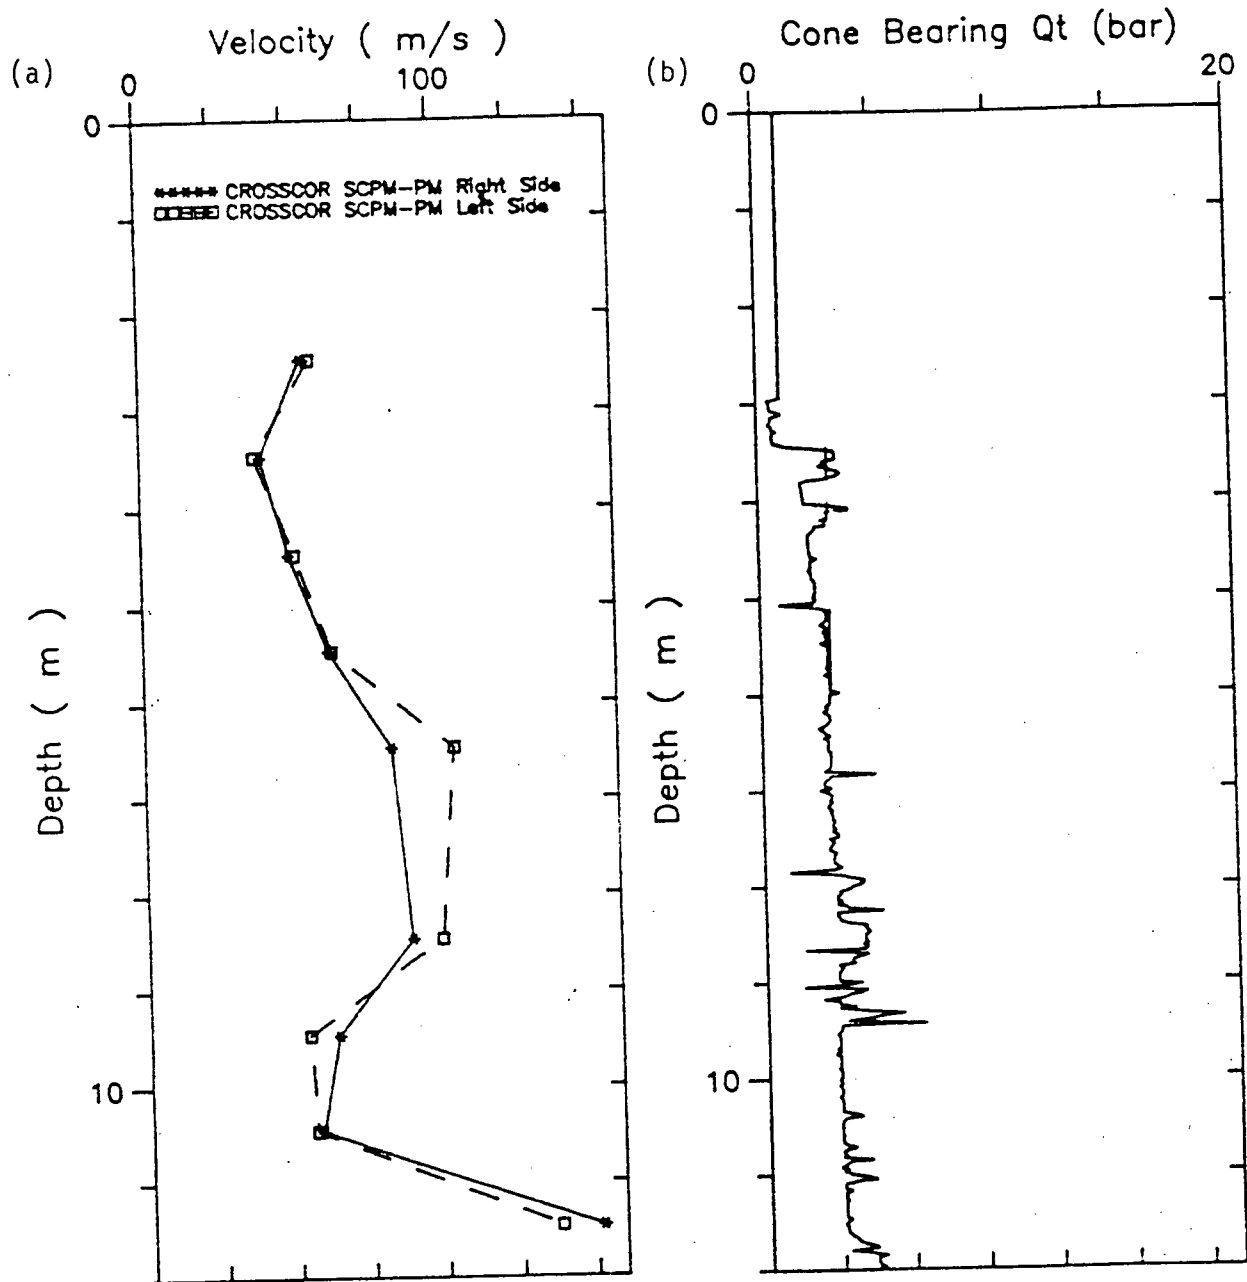 Velocity ( m/s )
(a)
0
100
0
CROSSCOR SCPM-PM Right Side
CROSSCOR SCPM-PM Left Side
Depth ( m )
10
Cone Bearing Qt (bar)
(b)
0
20
0
Depth ( m )
10